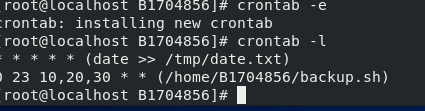 [root@localhost B1704856]# crontab -e
crontab: installing new crontab
[root@localhost B1704856]# crontab -l
* * * * * (date >> /tmp/date.txt)
0 23 10,20,30 * * (/home/B1704856/backup.sh)
[root@localhost B1704856]#